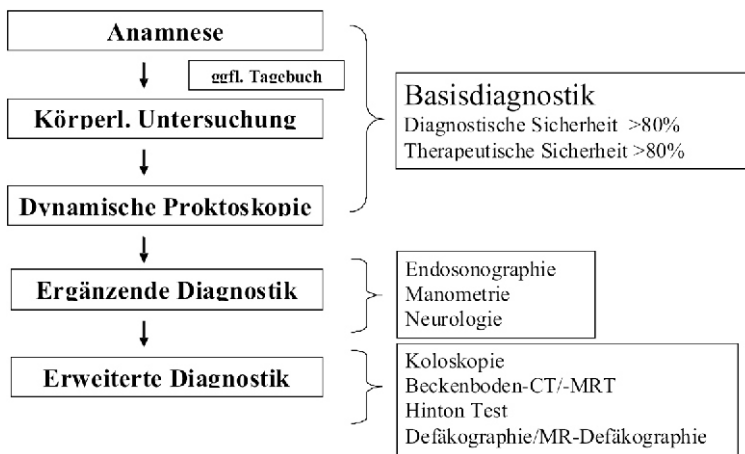 Anamnese
ggfl. Tagebuch
Körperl. Untersuchung
Dynamische Proktoskopie
Basisdiagnostik
Diagnostische Sicherheit >80%
Therapeutische Sicherheit >80%
Ergänzende Diagnostik
Endosonographie
Manometrie
Neurologie
Erweiterte Diagnostik
Koloskopie
Beckenboden-CT/-MRT
Hinton Test
Defäkographie/MR-Defäkographie